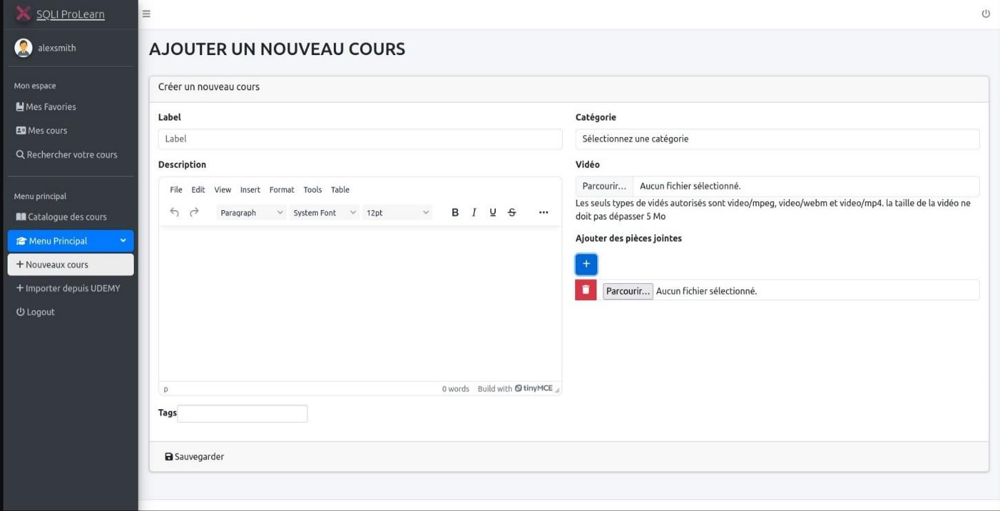 SQLI ProLearn
alexsmith
Mon espace
Mes Favories
Mes cours
Rechercher votre cours
Menu principal
Catalogue des cours
Menu Principal
Nouveaux cours
Importer depuis UDEMY
Logout
AJOUTER UN NOUVEAU COURS
Créer un nouveau cours
Label
Label
Description
File Edit View Insert Format Tools Table
Paragraph System Font 12pt B I U S ...
p 0 words Build with tinyMCE
Tags
Catégorie
Sélectionnez une catégorie
Vidéo
Parcourir... Aucun fichier sélectionné.
Les seuls types de vidés autorisés sont video/mpeg, video/webm et video/mp4. la taille de la vidéo ne
doit pas dépasser 5 Mo
Ajouter des pièces jointes
+
Parcourir... Aucun fichier sélectionné.
Sauvegarder